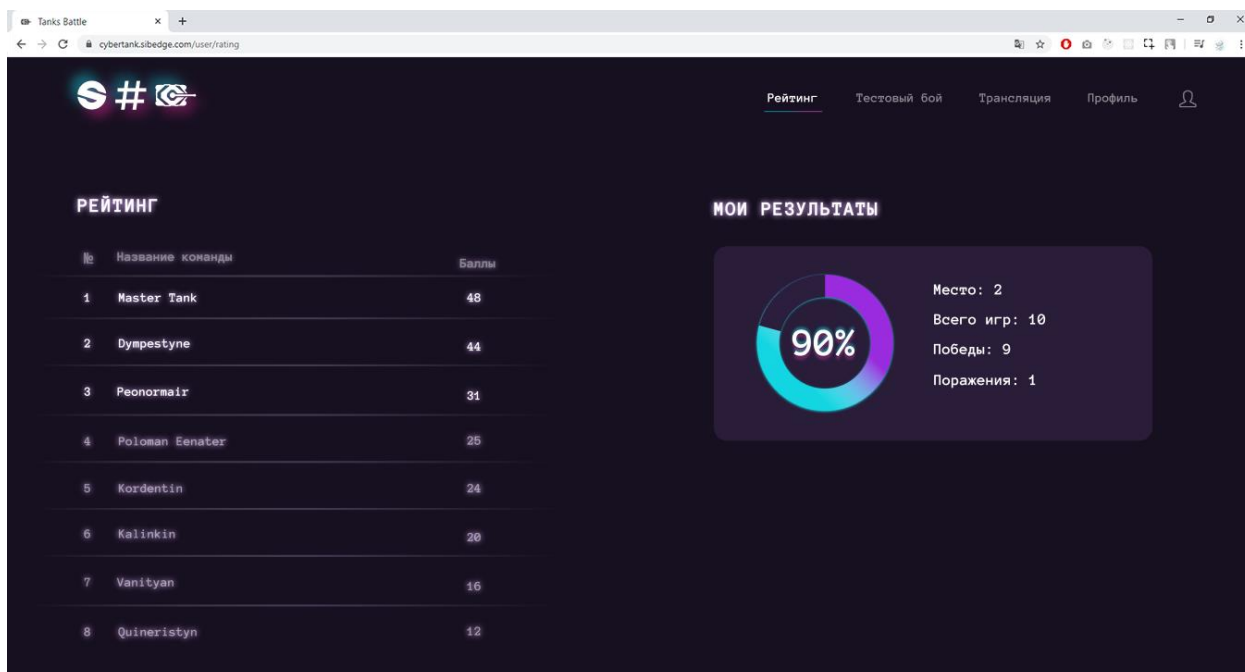 Tanks Battle
cybertank.sibedge.com/user/rating
S#
Рейтинг Тестовый бой Трансляция Профиль
РЕЙТИНГ
№ Название команды Баллы
1 Master Tank 48
2 Dympestyne 44
3 Peonormair 31
4 Poloman Eenater 25
5 Kordentin 24
6 Kalinkin 20
7 Vanityan 16
8 Quineristyn 12
МОИ РЕЗУЛЬТАТЫ
90%
Место: 2
Всего игр: 10
Победы: 9
Поражения: 1